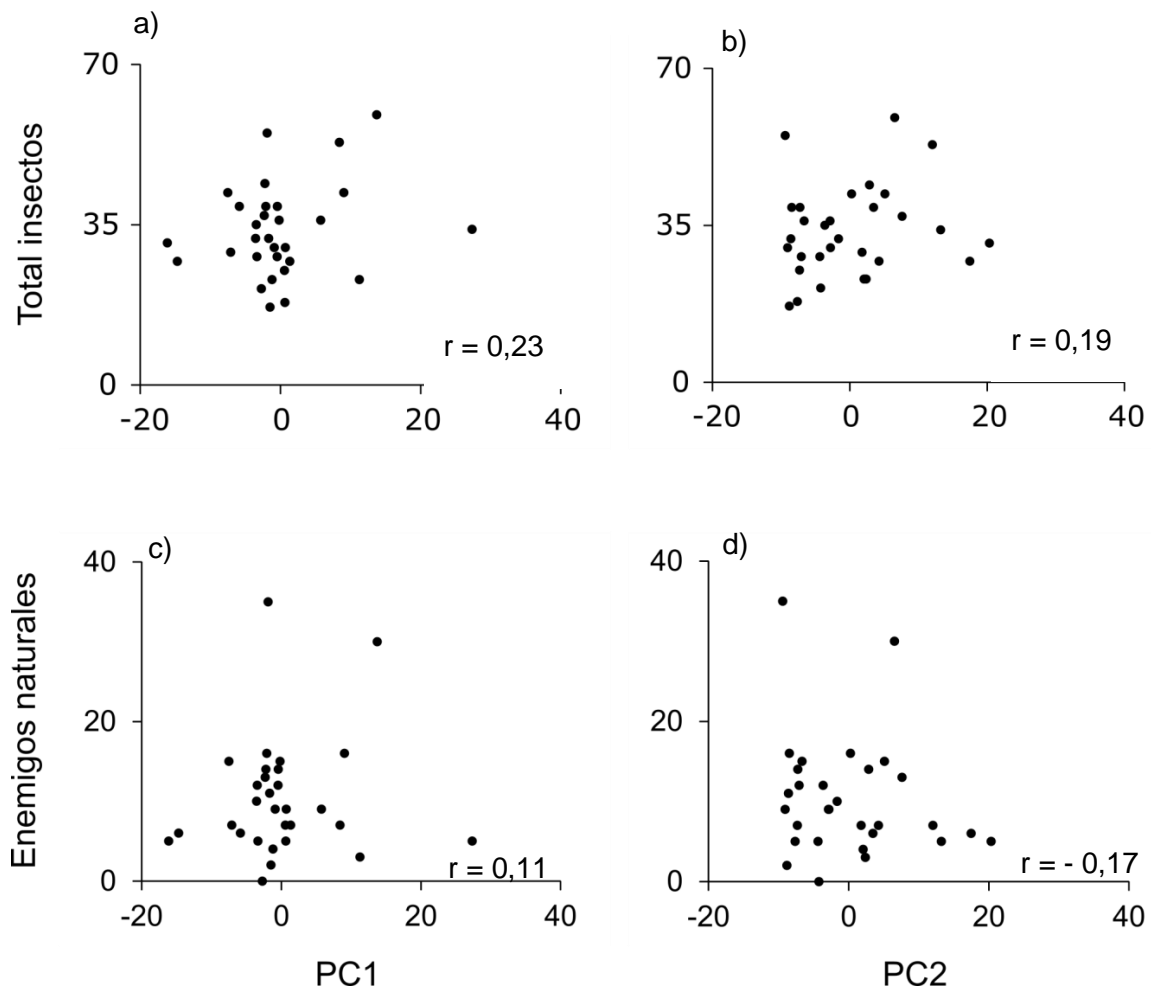 a)
70
35
0
-20 0 20 40
Total insectos
r = 0,23
b)
70
35
0
-20 0 20 40
r = 0,19
c)
40
20
0
-20 0 20 40
Enemigos naturales
r = 0,11
PC1
d)
40
20
0
-20 0 20 40
r = - 0,17
PC2